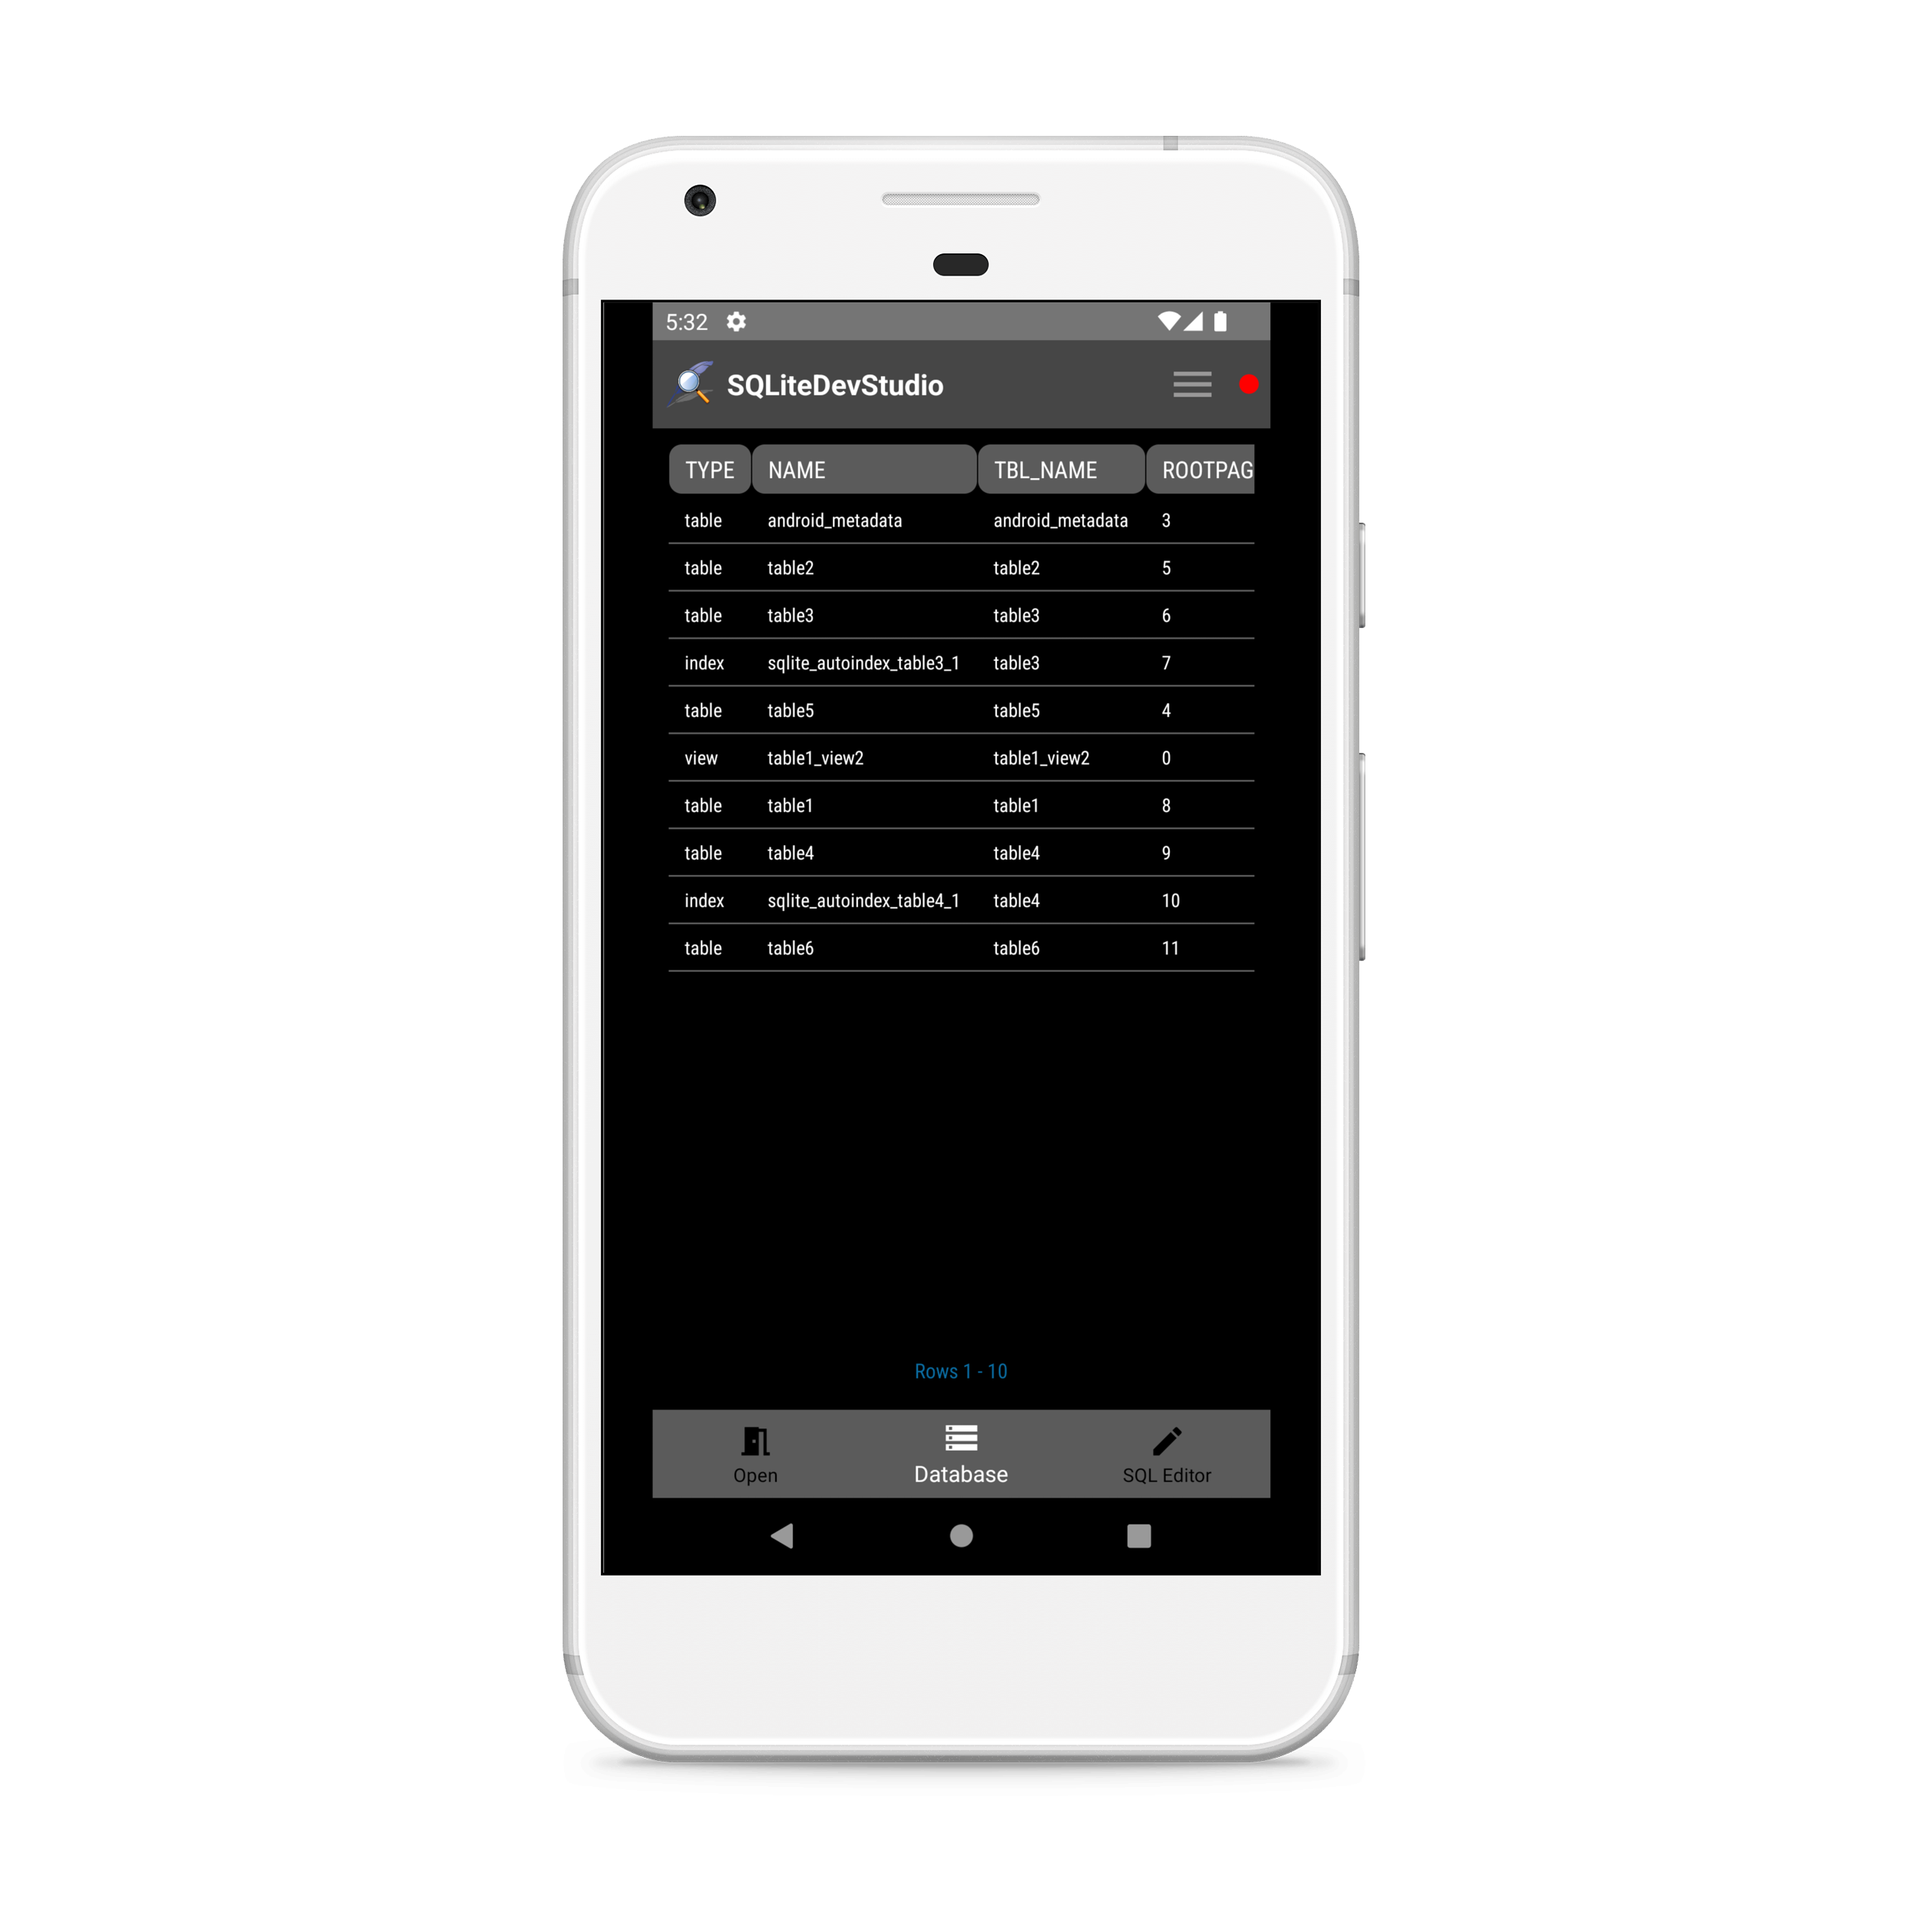 5:32
SQLiteDevStudio
TYPE NAME TBL_NAME ROOTPAG
table android_metadata android_metadata 3
table table2 table2 5
table table3 table3 6
index sqlite_autoindex_table3_1 table3 7
table table5 table5 4
view table1_view2 table1_view2 0
table table1 table1 8
table table4 table4 9
index sqlite_autoindex_table4_1 table4 10
table table6 table6 11
Rows 1 - 10
Open Database SQL Editor